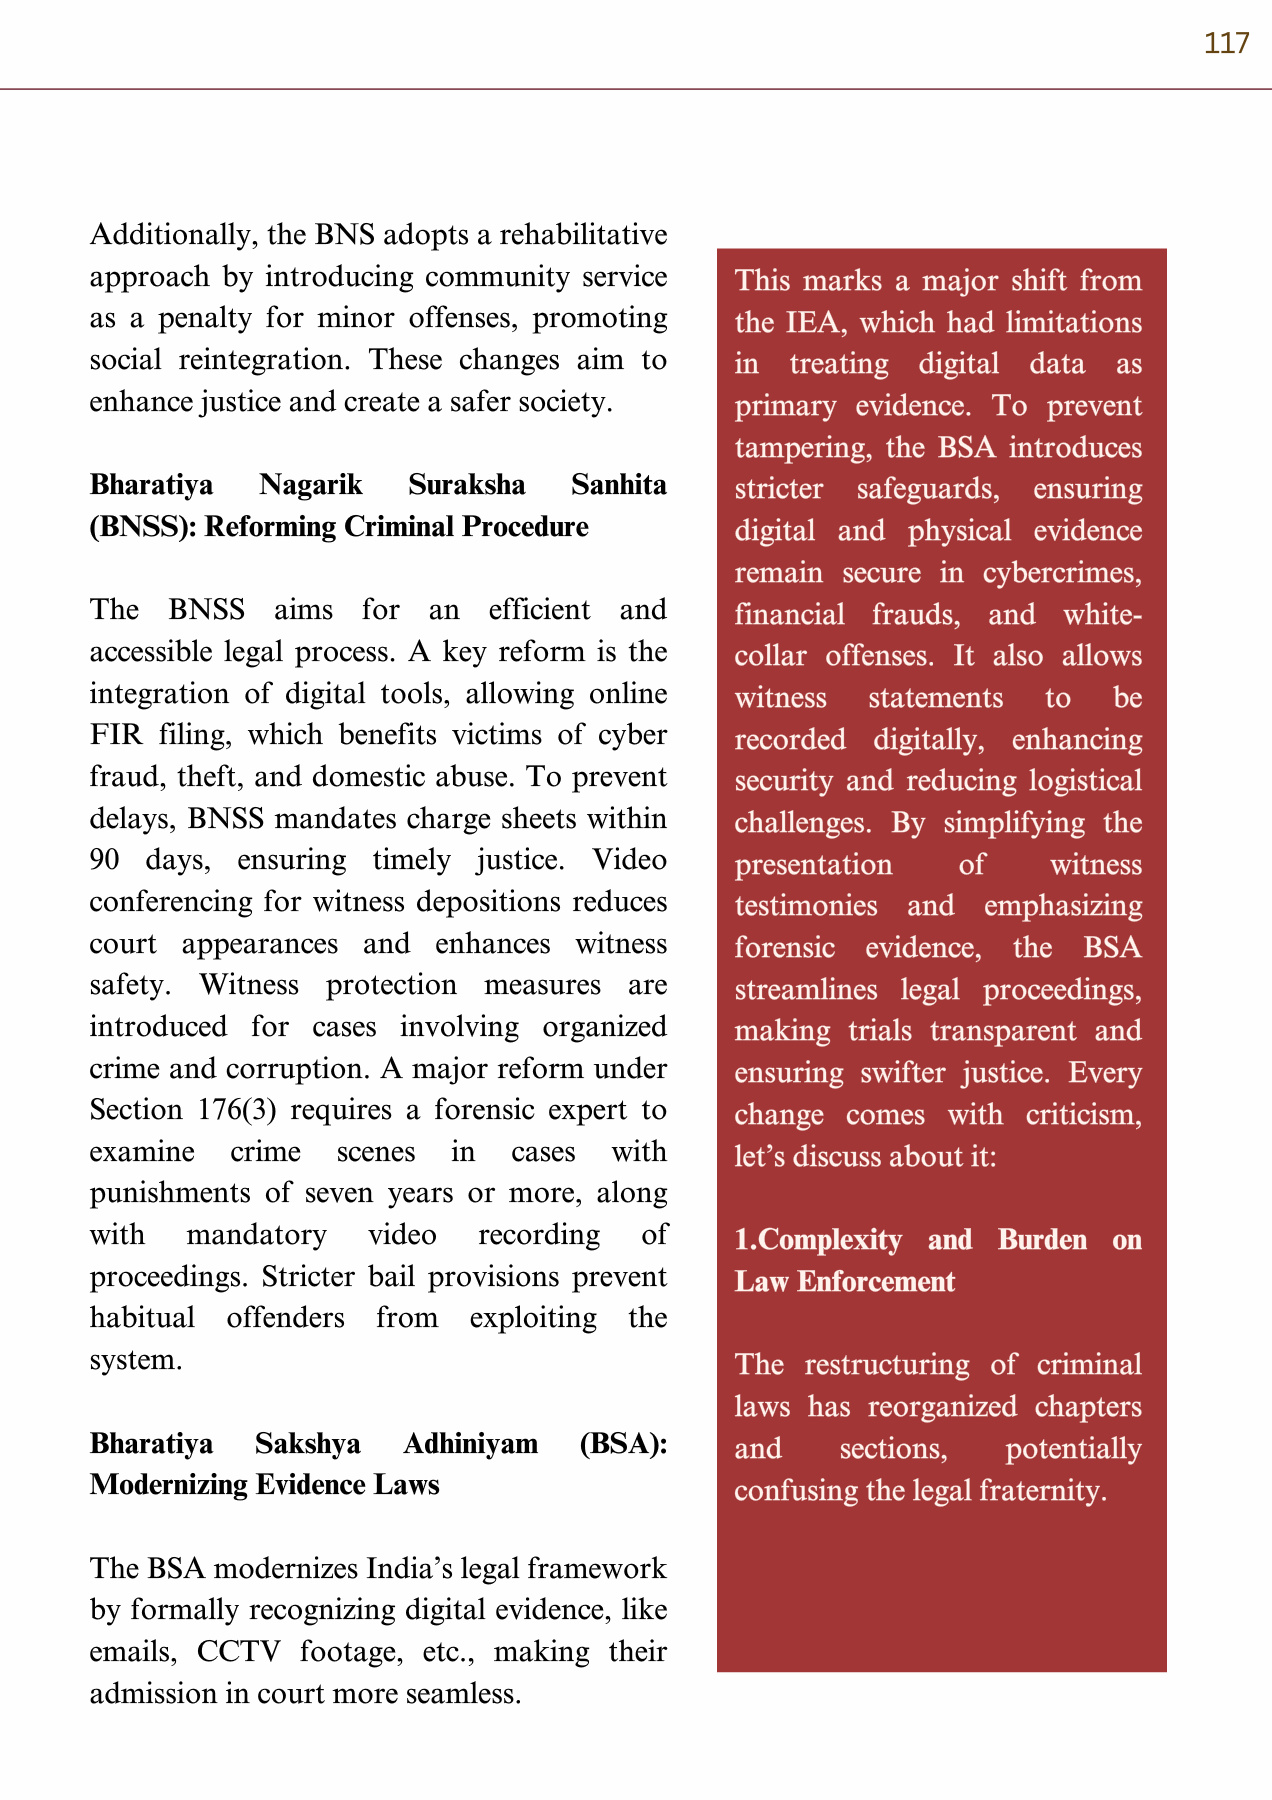 117
Additionally, the BNS adopts a rehabilitative
approach by introducing community service
as a penalty for minor offenses, promoting
social reintegration. These changes aim to
enhance justice and create a safer society.
Bharatiya Nagarik Suraksha Sanhita
(BNSS): Reforming Criminal Procedure
The BNSS aims for an efficient and
accessible legal process. A key reform is the
integration of digital tools, allowing online
FIR filing, which benefits victims of cyber
fraud, theft, and domestic abuse. To prevent
delays, BNSS mandates charge sheets within
90 days, ensuring timely justice. Video
conferencing for witness depositions reduces
court appearances and enhances witness
safety. Witness protection measures are
introduced for cases involving organized
crime and corruption. A major reform under
Section 176(3) requires a forensic expert to
examine crime scenes in cases with
punishments of seven years or more, along
with mandatory video recording of
proceedings. Stricter bail provisions prevent
habitual offenders from exploiting the
system.
Bharatiya Sakshya Adhiniyam (BSA):
Modernizing Evidence Laws
The BSA modernizes India’s legal framework
by formally recognizing digital evidence, like
emails, CCTV footage, etc., making their
admission in court more seamless.
This marks a major shift from
the IEA, which had limitations
in treating digital data as
primary evidence. To prevent
tampering, the BSA introduces
stricter safeguards, ensuring
digital and physical evidence
remain secure in cybercrimes,
financial frauds, and white-
collar offenses. It also allows
witness statements to be
recorded digitally, enhancing
security and reducing logistical
challenges. By simplifying the
presentation of witness
testimonies and emphasizing
forensic evidence, the BSA
streamlines legal proceedings,
making trials transparent and
ensuring swifter justice. Every
change comes with criticism,
let’s discuss about it:
1.Complexity and Burden on
Law Enforcement
The restructuring of criminal
laws has reorganized chapters
and sections, potentially
confusing the legal fraternity.